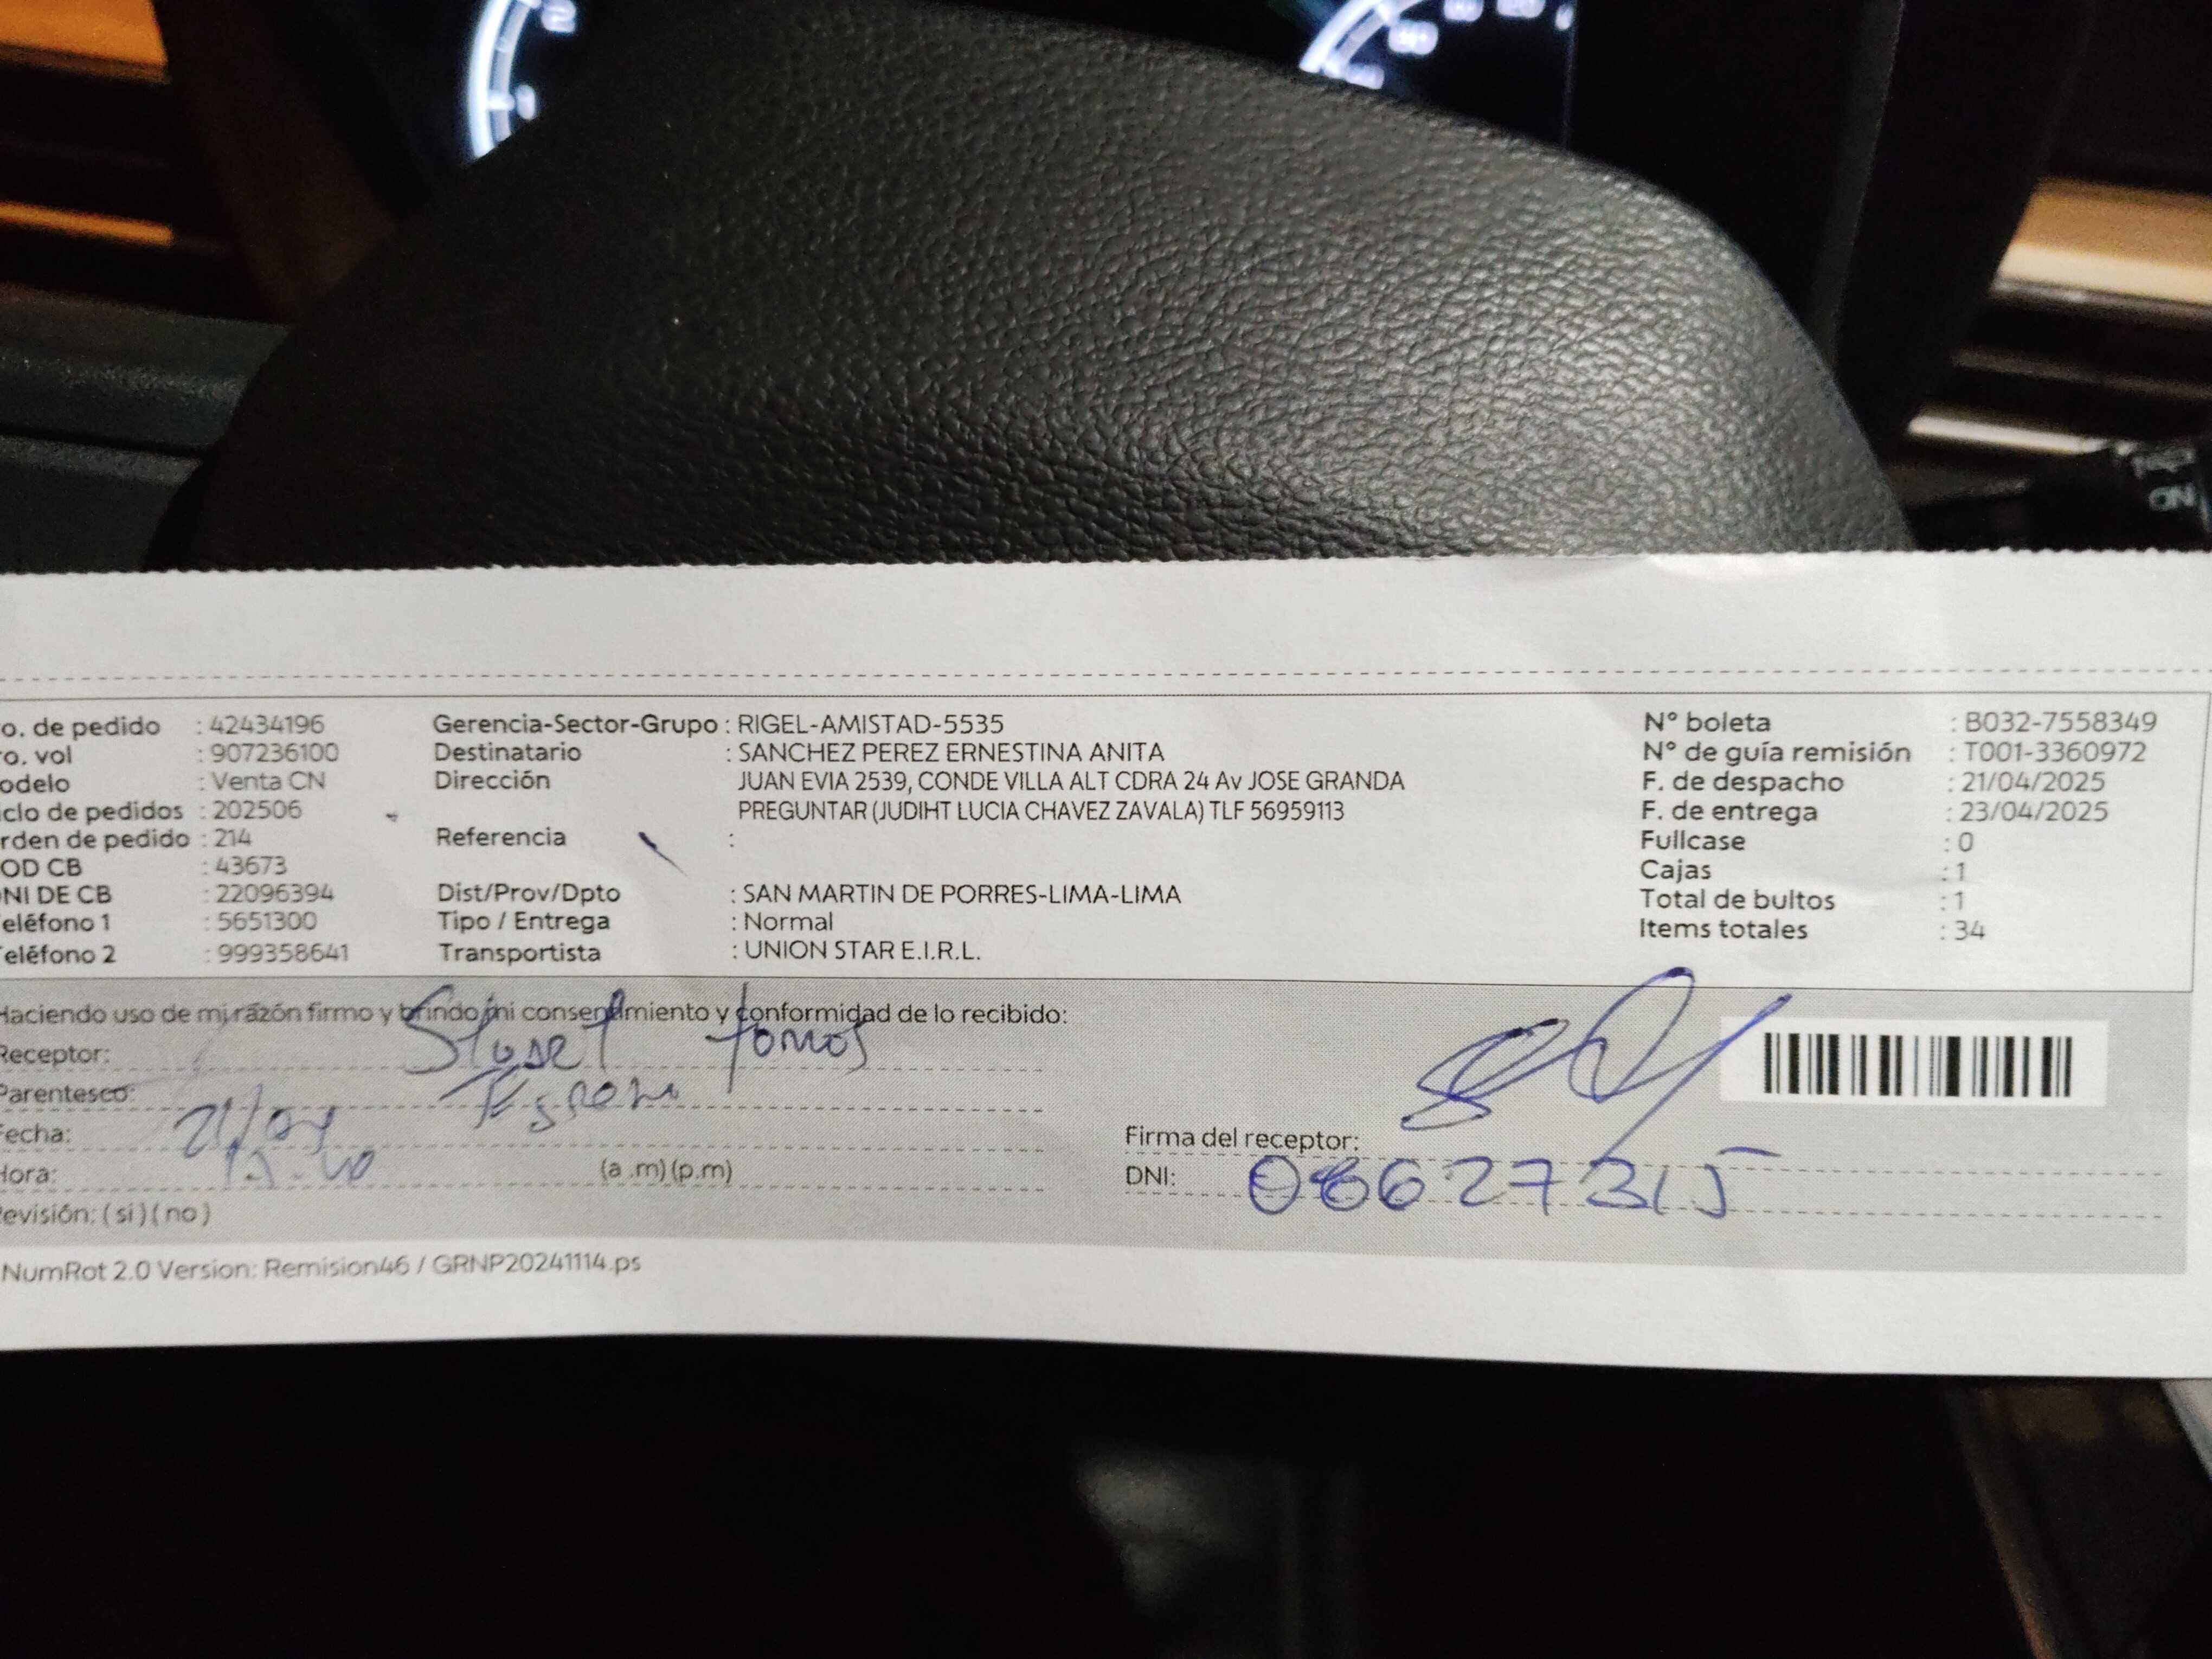 o. de pedido : 42434196
ro. vol : 907236100
odelo : Venta CN
iclo de pedidos : 202506
rden de pedido : 214
OD CB : 43673
NI DE CB : 22096394
eléfono 1 : 5651300
eléfono 2 : 999358641
Gerencia-Sector-Grupo : RIGEL-AMISTAD-5535
Destinatario : SANCHEZ PEREZ ERNESTINA ANITA
Dirección JUAN EVIA 2539, CONDE VILLA ALT CDRA 24 Av JOSE GRANDA
PREGUNTAR (JUDIHT LUCIA CHAVEZ ZAVALA) TLF 56959113
Referencia :
Dist/Prov/Dpto : SAN MARTIN DE PORRES-LIMA-LIMA
Tipo / Entrega : Normal
Transportista : UNION STAR E.I.R.L.
N° boleta : B032-7558349
N° de guía remisión : T001-3360972
F. de despacho : 21/04/2025
F. de entrega : 23/04/2025
Fullcase : 0
Cajas : 1
Total de bultos : 1
Items totales : 34
Haciendo uso de mi razón firmo y brindo mi consentimiento y conformidad de lo recibido:
Receptor:
Parentesco:
Fecha:
Hora: (a .m) (p.m)
Revisión: ( si ) ( no )
Firma del receptor:
DNI: 08627315
NumRot 2.0 Version: Remision46 / GRNP20241114.ps
2
1
ON